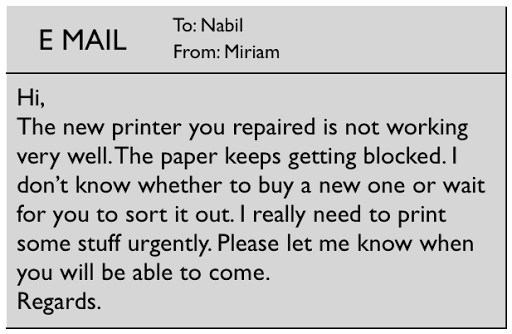 E MAIL
To: Nabil
From: Miriam
Hi,
The new printer you repaired is not working
very well. The paper keeps getting blocked. I
don't know whether to buy a new one or wait
for you to sort it out. I really need to print
some stuff urgently. Please let me know when
you will be able to come.
Regards.